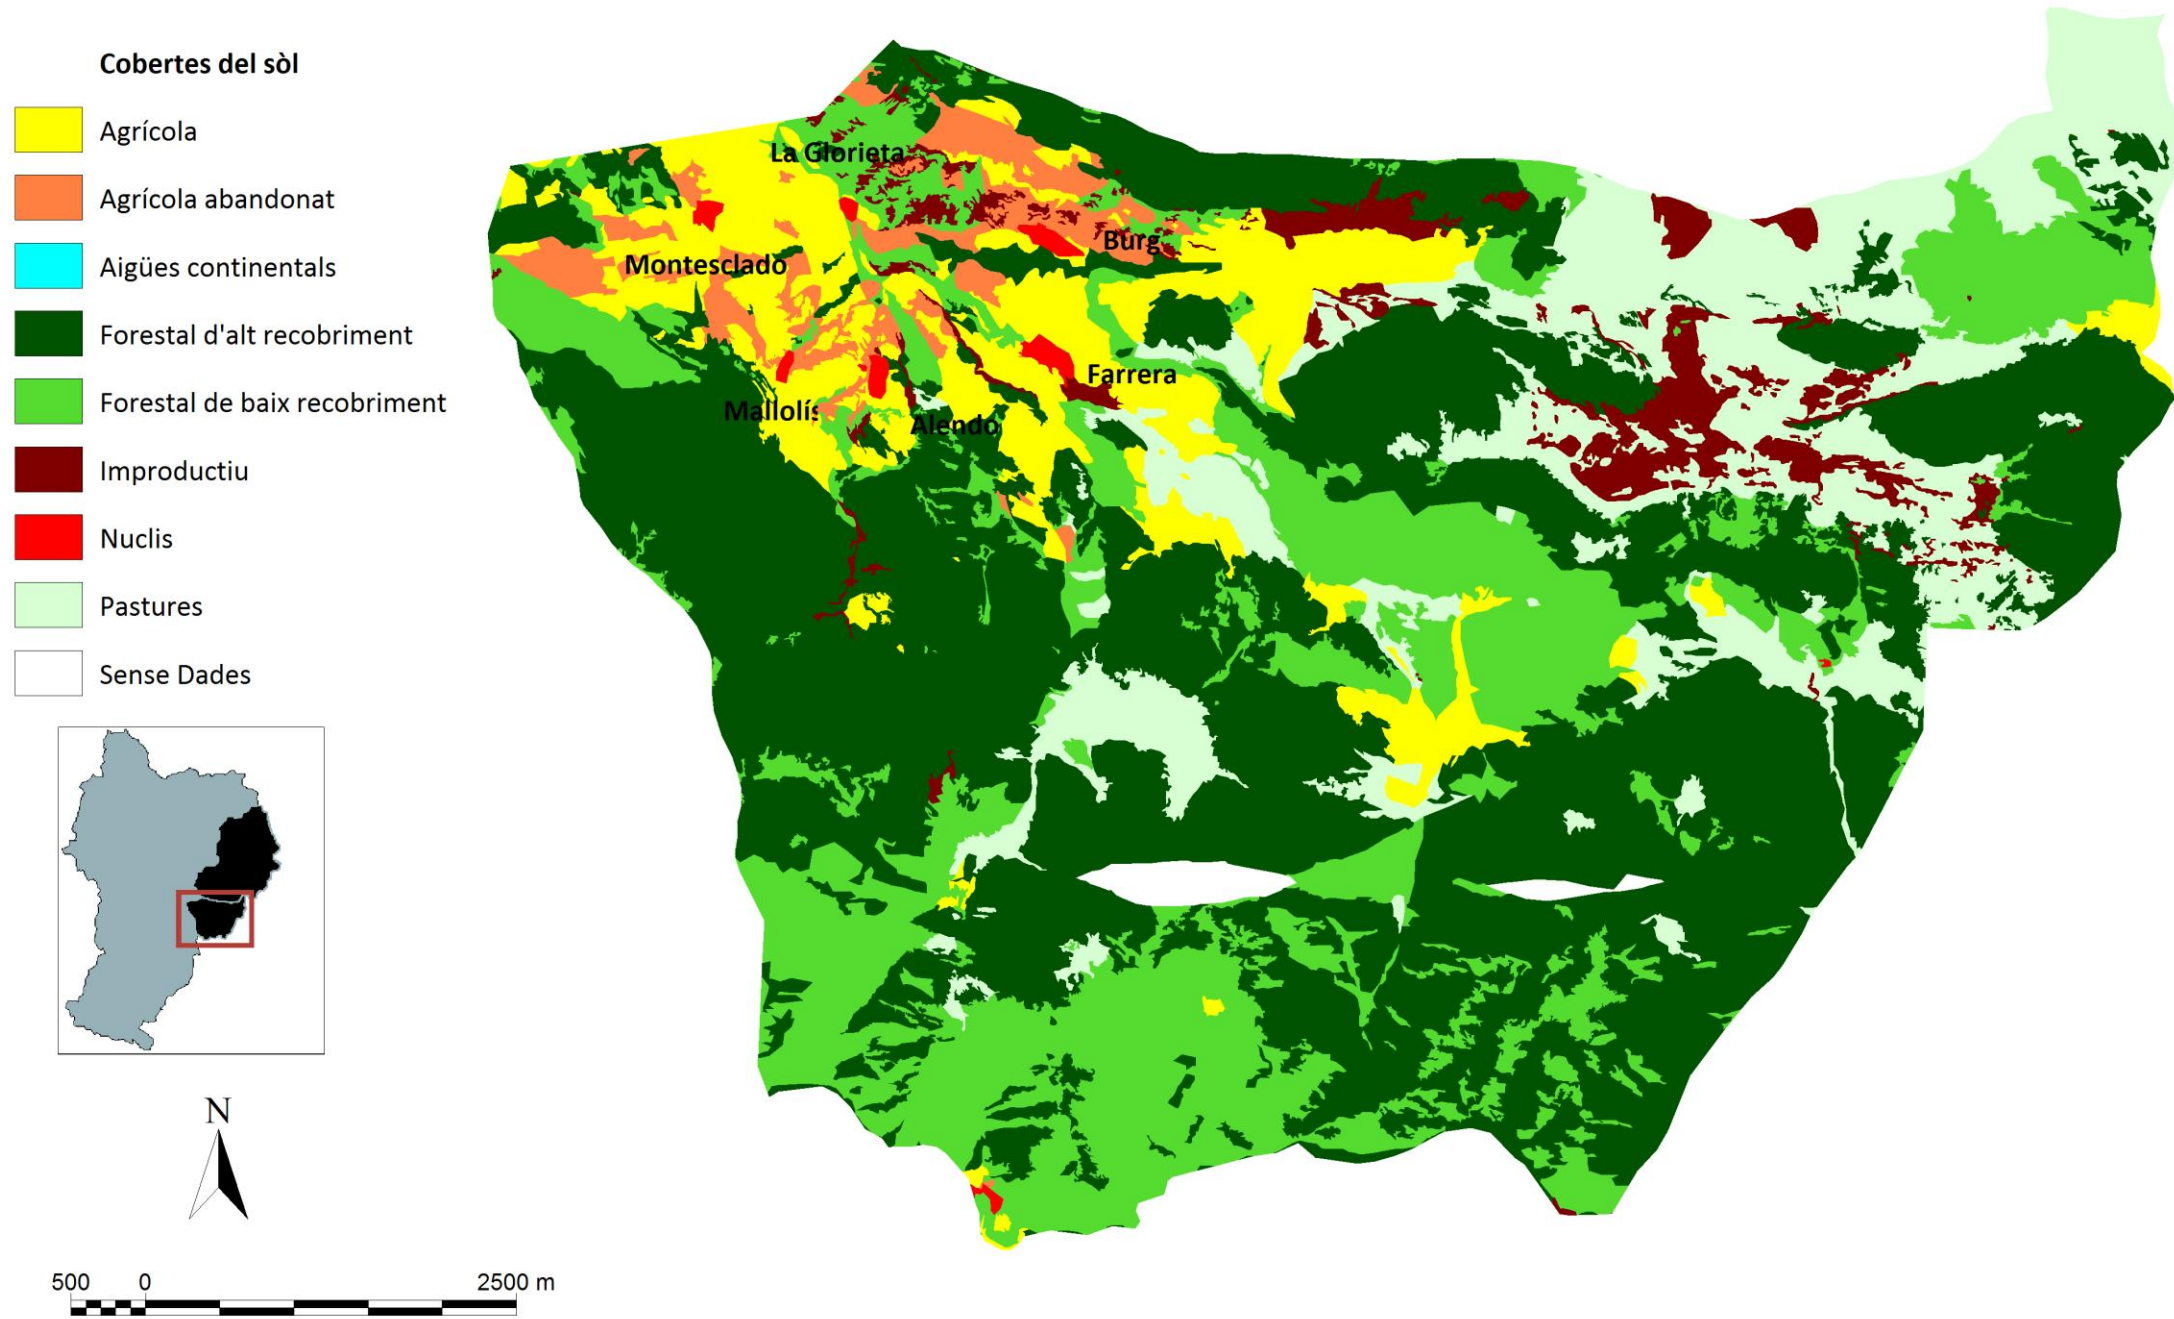 Cobertes del sòl
Agrícola
Agrícola abandonat
Aigües continentals
Forestal d'alt recobriment
Forestal de baix recobriment
Improductiu
Nuclis
Pastures
Sense Dades
La Glorieta
Burg
Montesclado
Farrera
Mallolís
Alendo
N
500 0 2500 m